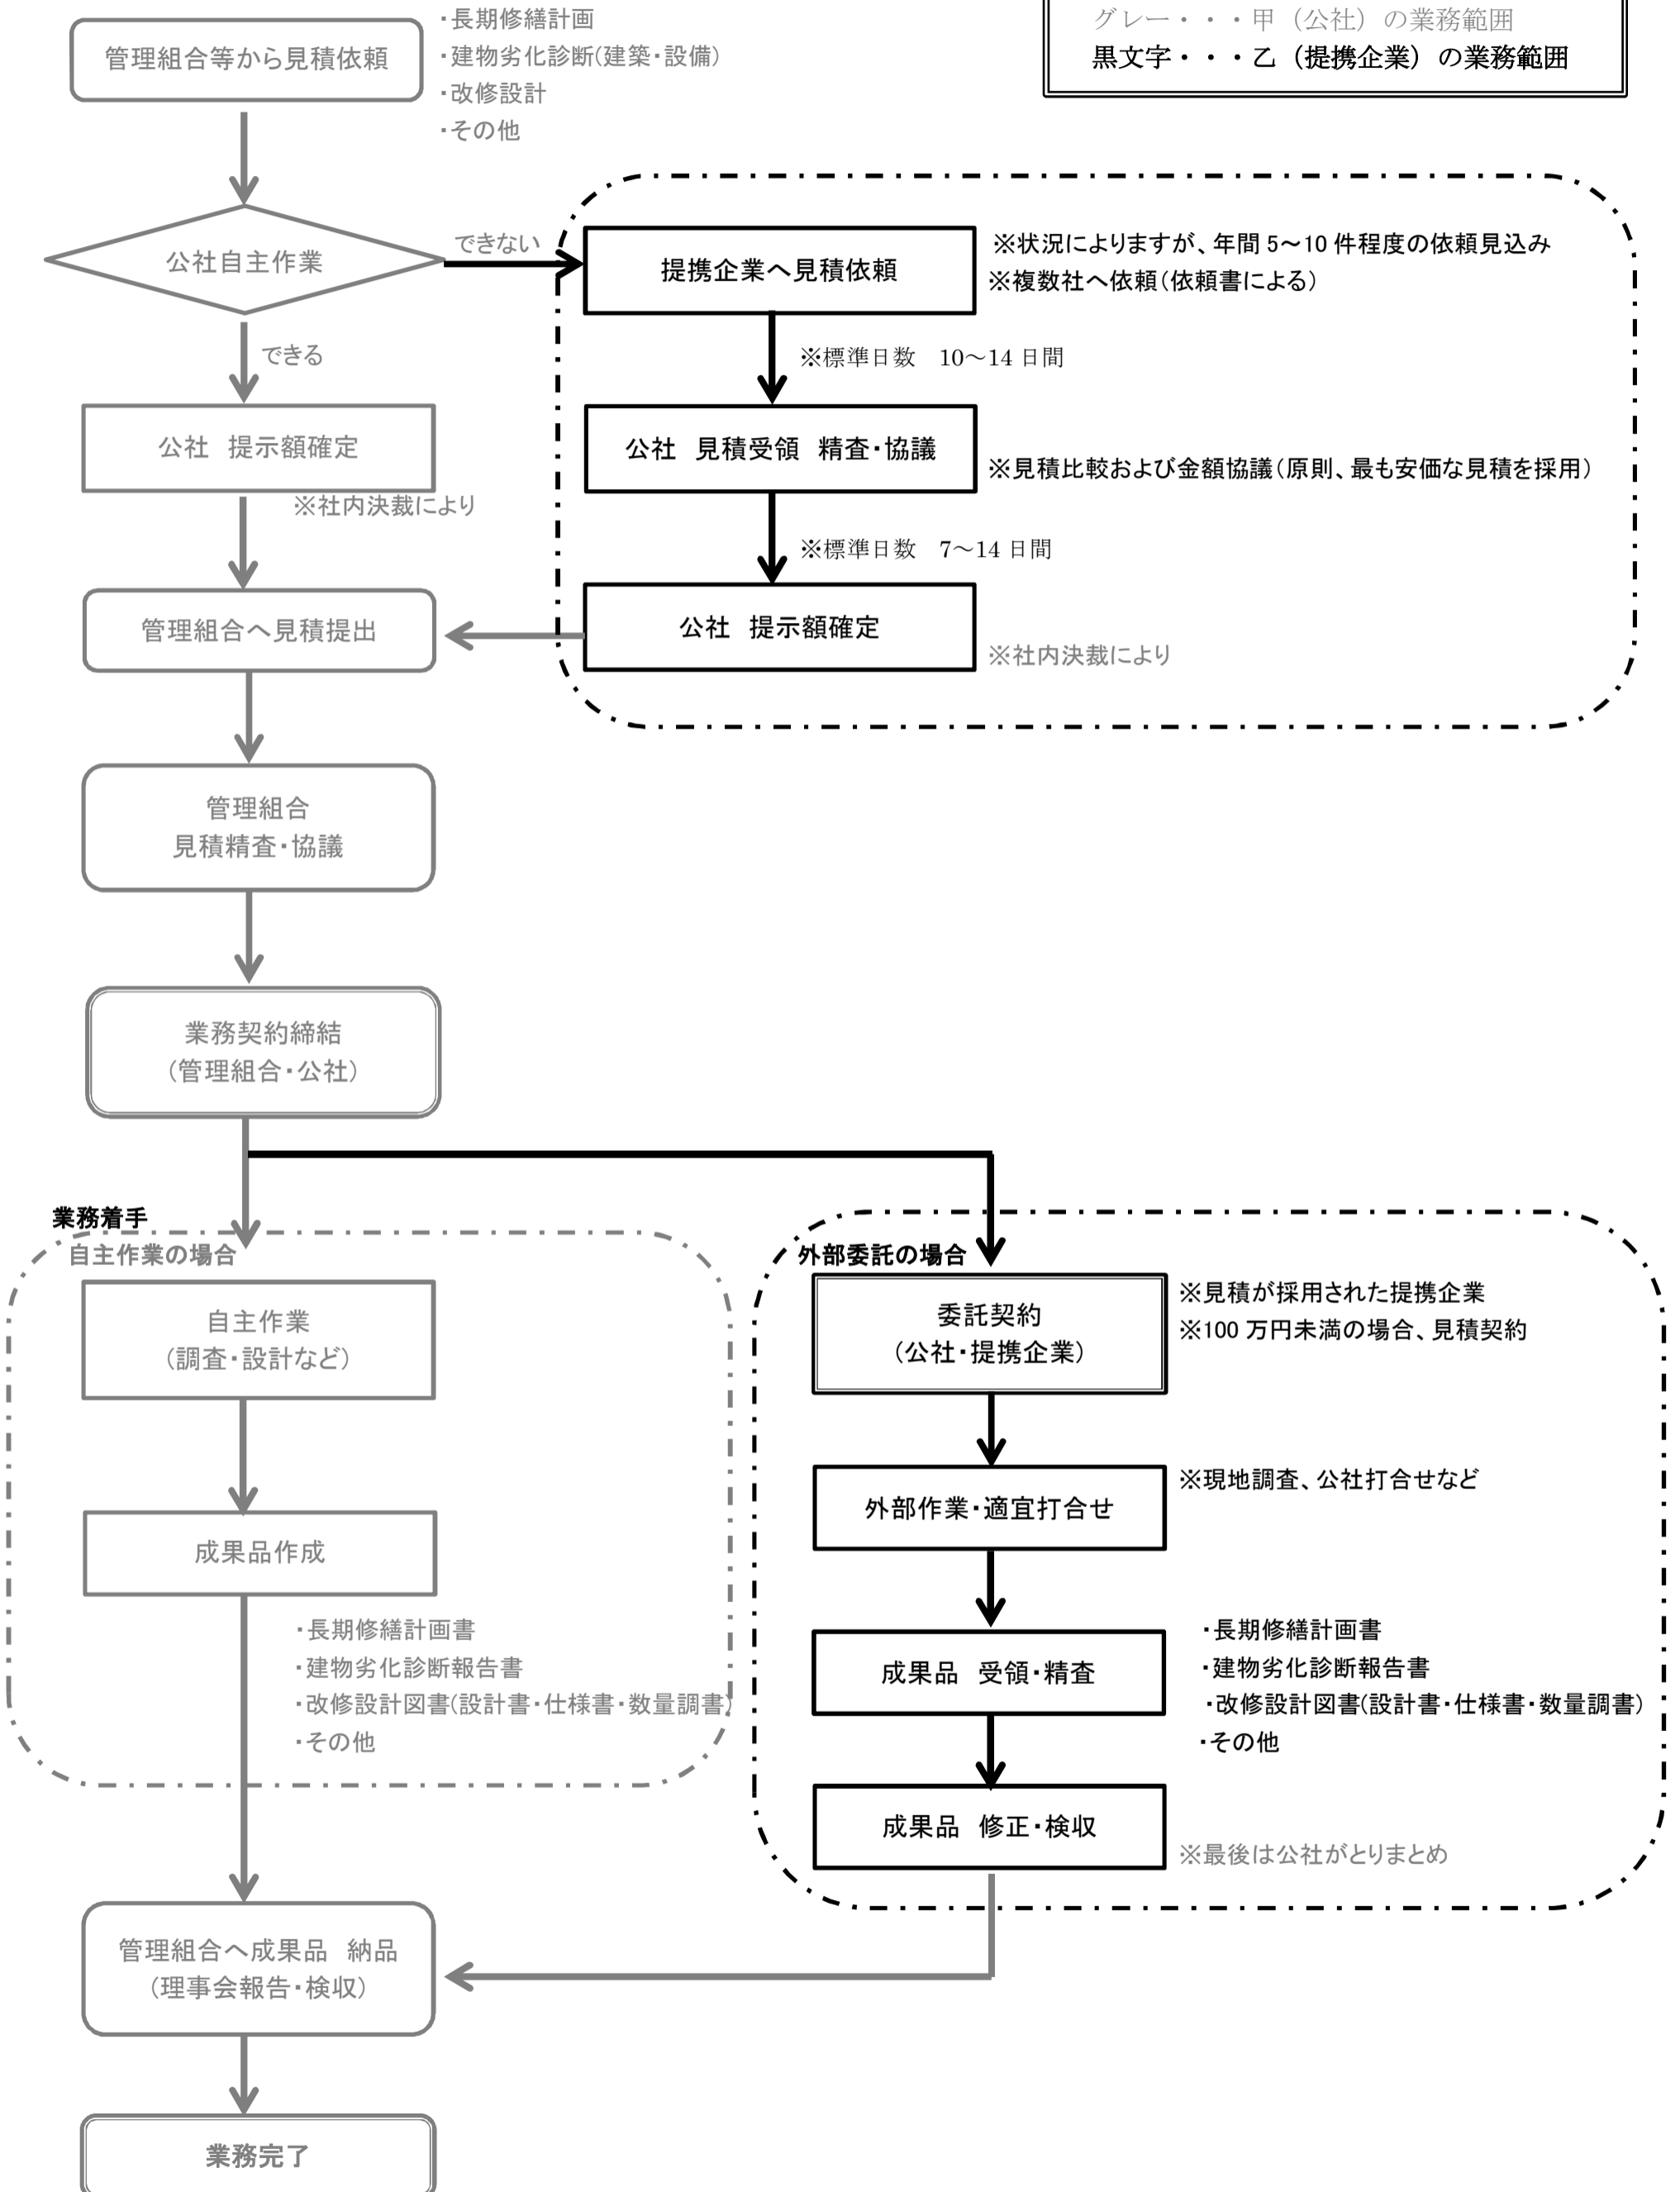 グレー・・・甲（公社）の業務範囲
黒文字・・・乙（提携企業）の業務範囲
管理組合等から見積依頼
・長期修繕計画
・建物劣化診断(建築・設備)
・改修設計
・その他
公社自主作業
できない
できる
提携企業へ見積依頼
※状況によりますが、年間 5～10 件程度の依頼見込み
※複数社へ依頼(依頼書による)
※標準日数　10～14 日間
公社　提示額確定
※社内決裁により
公社　見積受領　精査・協議
※見積比較および金額協議(原則、最も安価な見積を採用)
※標準日数　7～14 日間
公社　提示額確定
※社内決裁により
管理組合へ見積提出
管理組合
見積精査・協議
業務契約締結
(管理組合・公社)
業務着手
自主作業の場合
自主作業
(調査・設計など)
成果品作成
・長期修繕計画書
・建物劣化診断報告書
・改修設計図書(設計書・仕様書・数量調書)
・その他
外部委託の場合
委託契約
(公社・提携企業)
※見積が採用された提携企業
※100 万円未満の場合、見積契約
外部作業・適宜打合せ
※現地調査、公社打合せなど
成果品　受領・精査
・長期修繕計画書
・建物劣化診断報告書
・改修設計図書(設計書・仕様書・数量調書)
・その他
成果品　修正・検収
※最後は公社がとりまとめ
管理組合へ成果品　納品
(理事会報告・検収)
業務完了